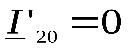 I̲'₂₀ = 0